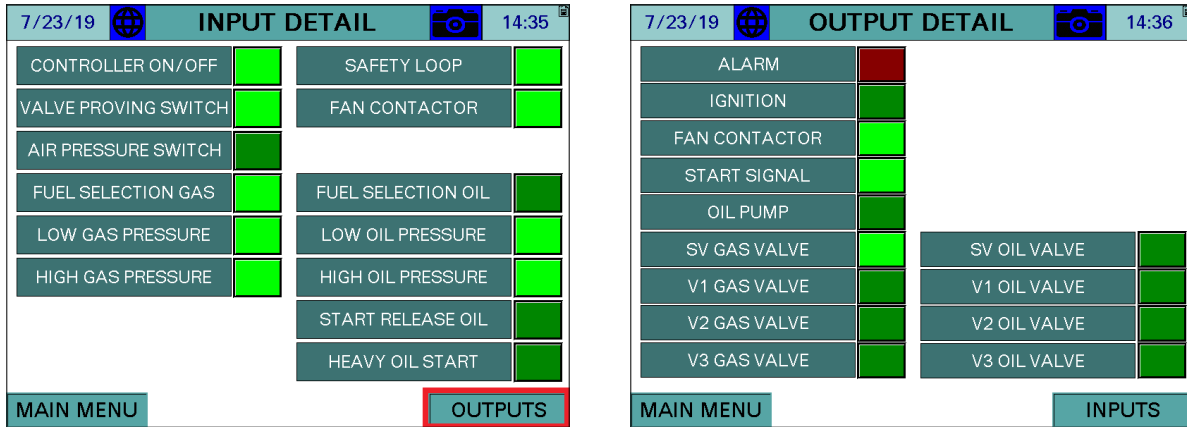 7/23/19 INPUT DETAIL 14:35
CONTROLLER ON/OFF SAFETY LOOP
VALVE PROVING SWITCH FAN CONTACTOR
AIR PRESSURE SWITCH
FUEL SELECTION GAS FUEL SELECTION OIL
LOW GAS PRESSURE LOW OIL PRESSURE
HIGH GAS PRESSURE HIGH OIL PRESSURE
START RELEASE OIL
HEAVY OIL START
MAIN MENU OUTPUTS
7/23/19 OUTPUT DETAIL 14:36
ALARM
IGNITION
FAN CONTACTOR
START SIGNAL
OIL PUMP
SV GAS VALVE SV OIL VALVE
V1 GAS VALVE V1 OIL VALVE
V2 GAS VALVE V2 OIL VALVE
V3 GAS VALVE V3 OIL VALVE
MAIN MENU INPUTS